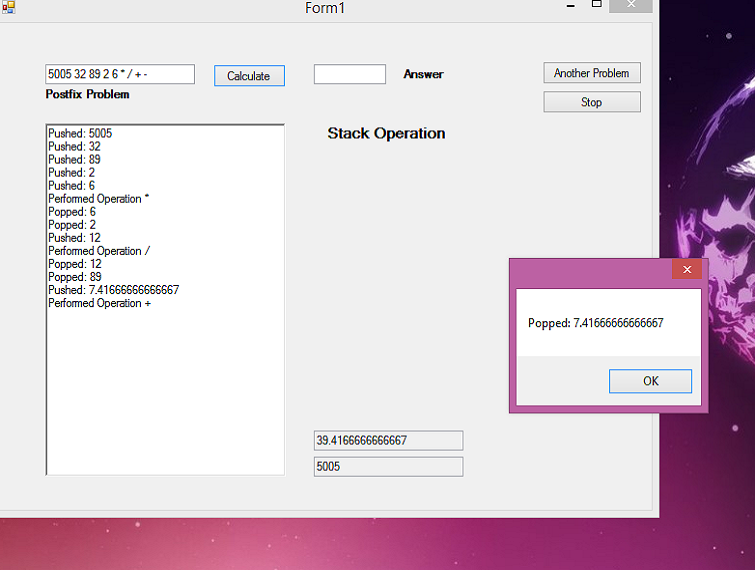 Form1
5005 32 89 2 6 * / + -
Calculate
Answer
Another Problem
Postfix Problem
Stop
Stack Operation
Pushed: 5005
Pushed: 32
Pushed: 89
Pushed: 2
Pushed: 6
Performed Operation *
Popped: 6
Popped: 2
Pushed: 12
Performed Operation /
Popped: 12
Popped: 89
Pushed: 7.41666666666667
Performed Operation +
Popped: 7.41666666666667
OK
39.4166666666667
5005